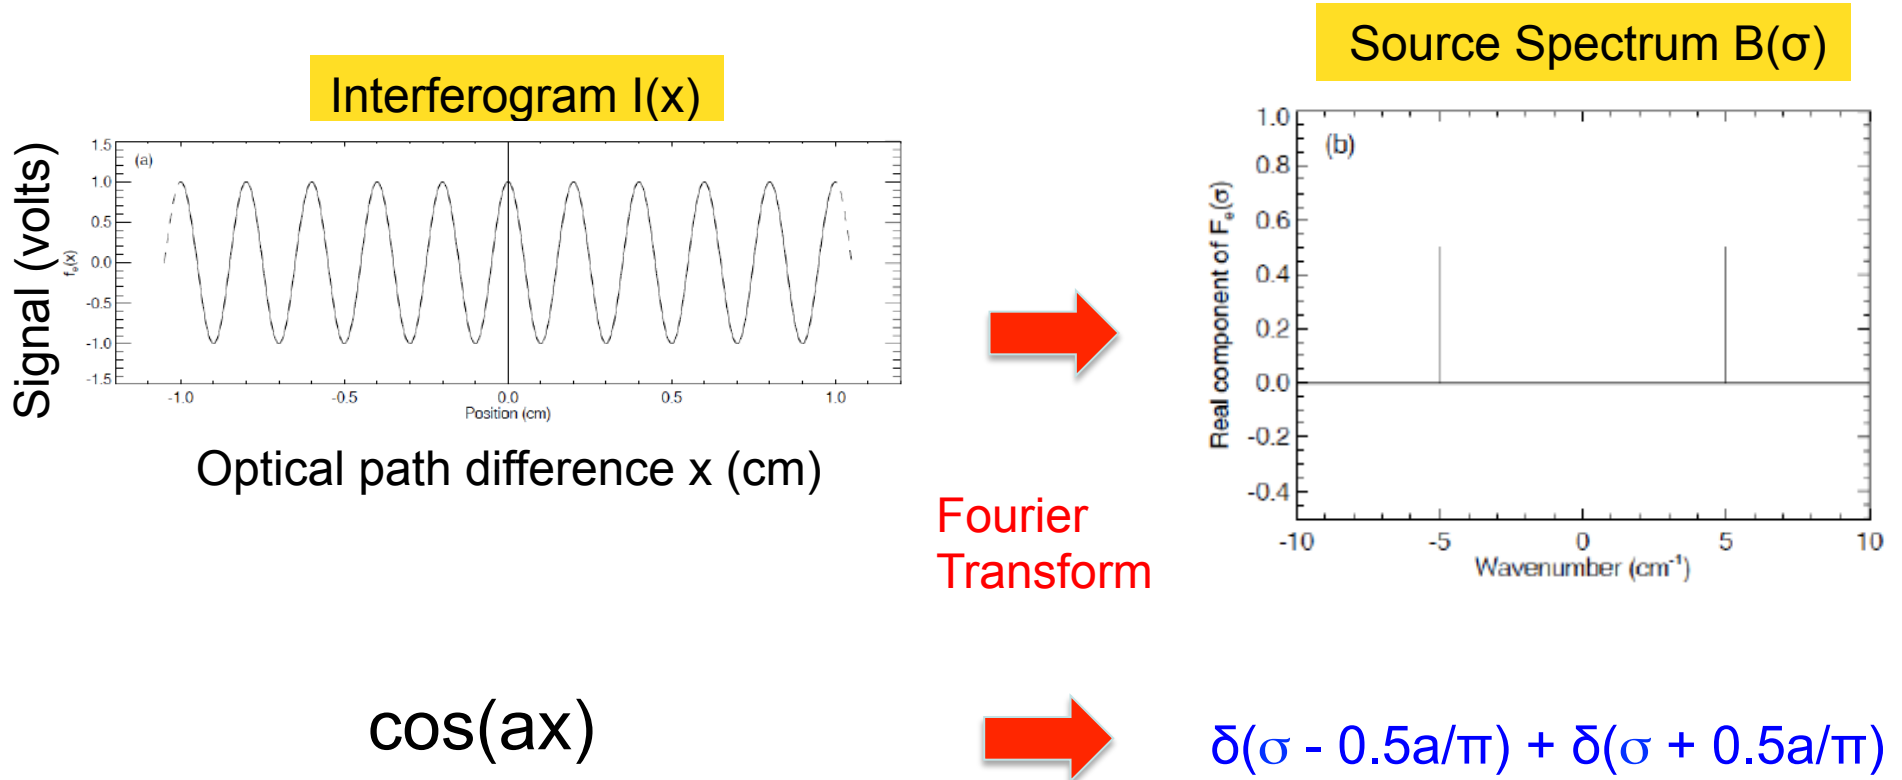 Interferogram I(x)
Signal (volts)
fe(x)
(a)
1.5
1.0
0.5
0.0
-0.5
-1.0
-1.5
-1.0 -0.5 0.0 0.5 1.0
Position (cm)
Optical path difference x (cm)
Fourier
Transform
Source Spectrum B(σ)
Real component of Fe(σ)
(b)
1.0
0.8
0.6
0.4
0.2
0.0
-0.2
-0.4
-10 -5 0 5 10
Wavenumber (cm⁻¹)
cos(ax)
δ(σ - 0.5a/π) + δ(σ + 0.5a/π)